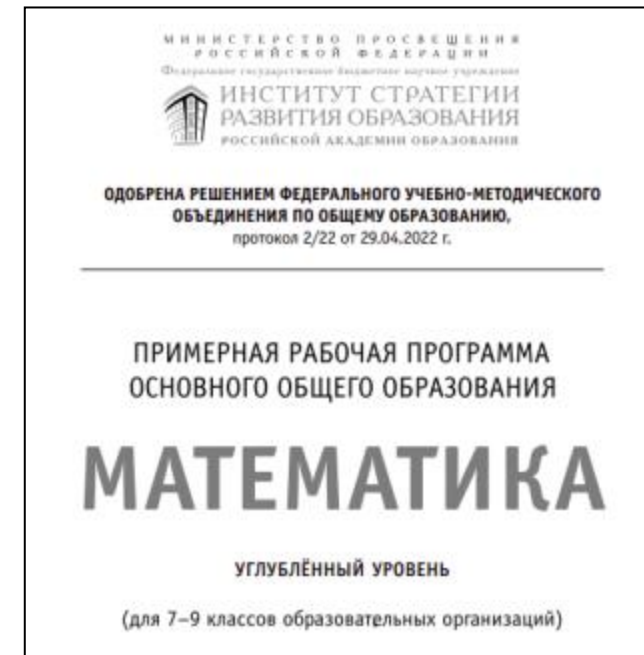 МИНИСТЕРСТВО ПРОСВЕЩЕНИЯ
РОССИЙСКОЙ ФЕДЕРАЦИИ
Федеральное государственное бюджетное научное учреждение
ИНСТИТУТ СТРАТЕГИИ
РАЗВИТИЯ ОБРАЗОВАНИЯ
РОССИЙСКОЙ АКАДЕМИИ ОБРАЗОВАНИЯ
ОДОБРЕНА РЕШЕНИЕМ ФЕДЕРАЛЬНОГО УЧЕБНО-МЕТОДИЧЕСКОГО
ОБЪЕДИНЕНИЯ ПО ОБЩЕМУ ОБРАЗОВАНИЮ,
протокол 2/22 от 29.04.2022 г.
ПРИМЕРНАЯ РАБОЧАЯ ПРОГРАММА
ОСНОВНОГО ОБЩЕГО ОБРАЗОВАНИЯ
МАТЕМАТИКА
УГЛУБЛЁННЫЙ УРОВЕНЬ
(для 7–9 классов образовательных организаций)